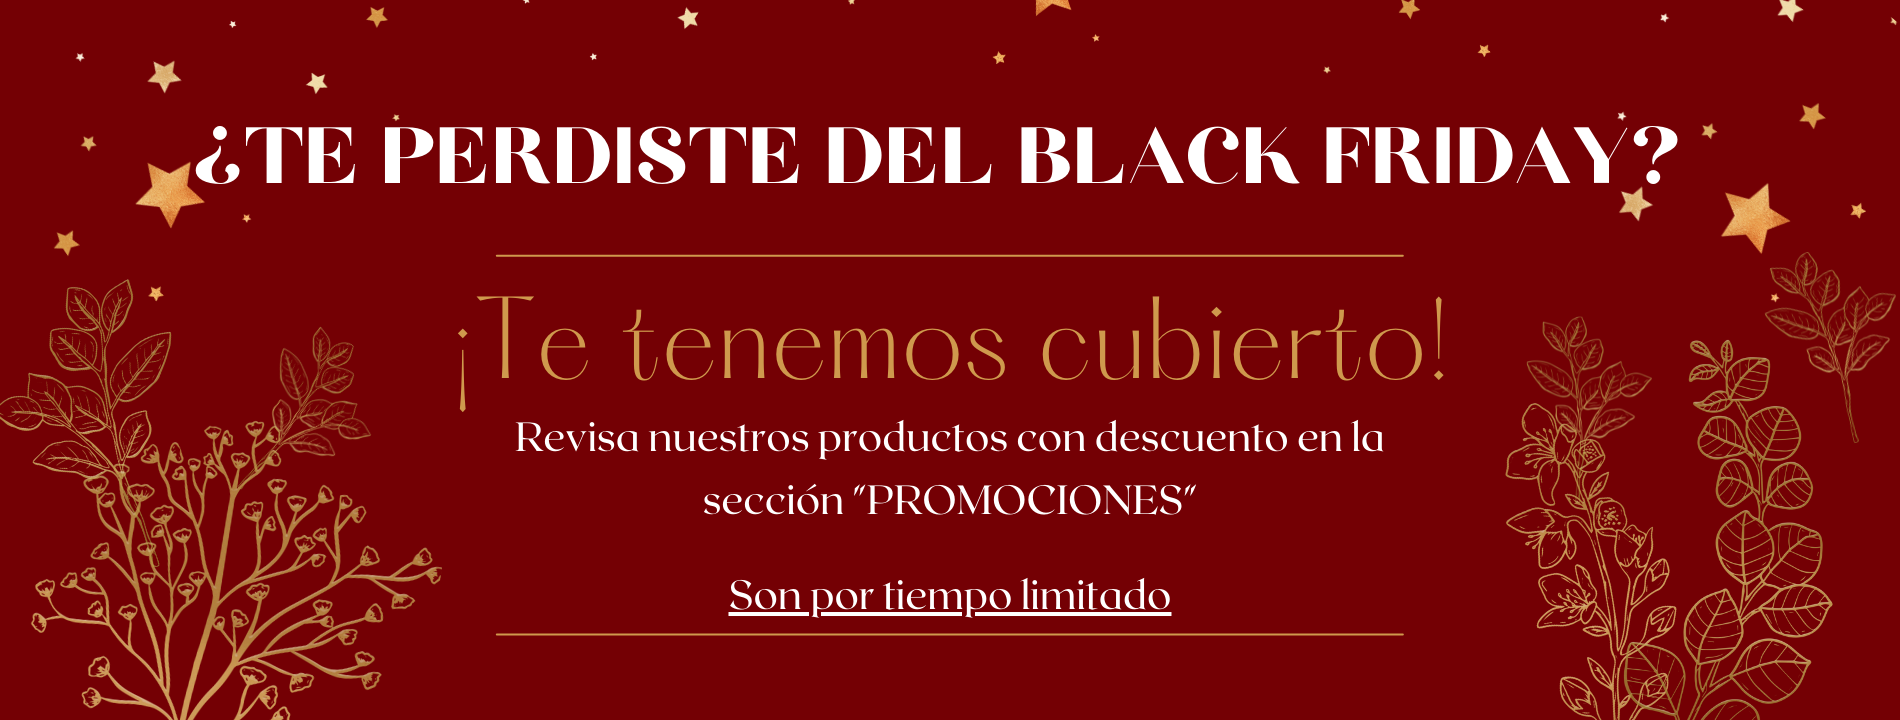 ¿TE PERDISTE DEL BLACK FRIDAY?
¡Te tenemos cubierto!
Revisa nuestros productos con descuento en la
sección "PROMOCIONES"
Son por tiempo limitado